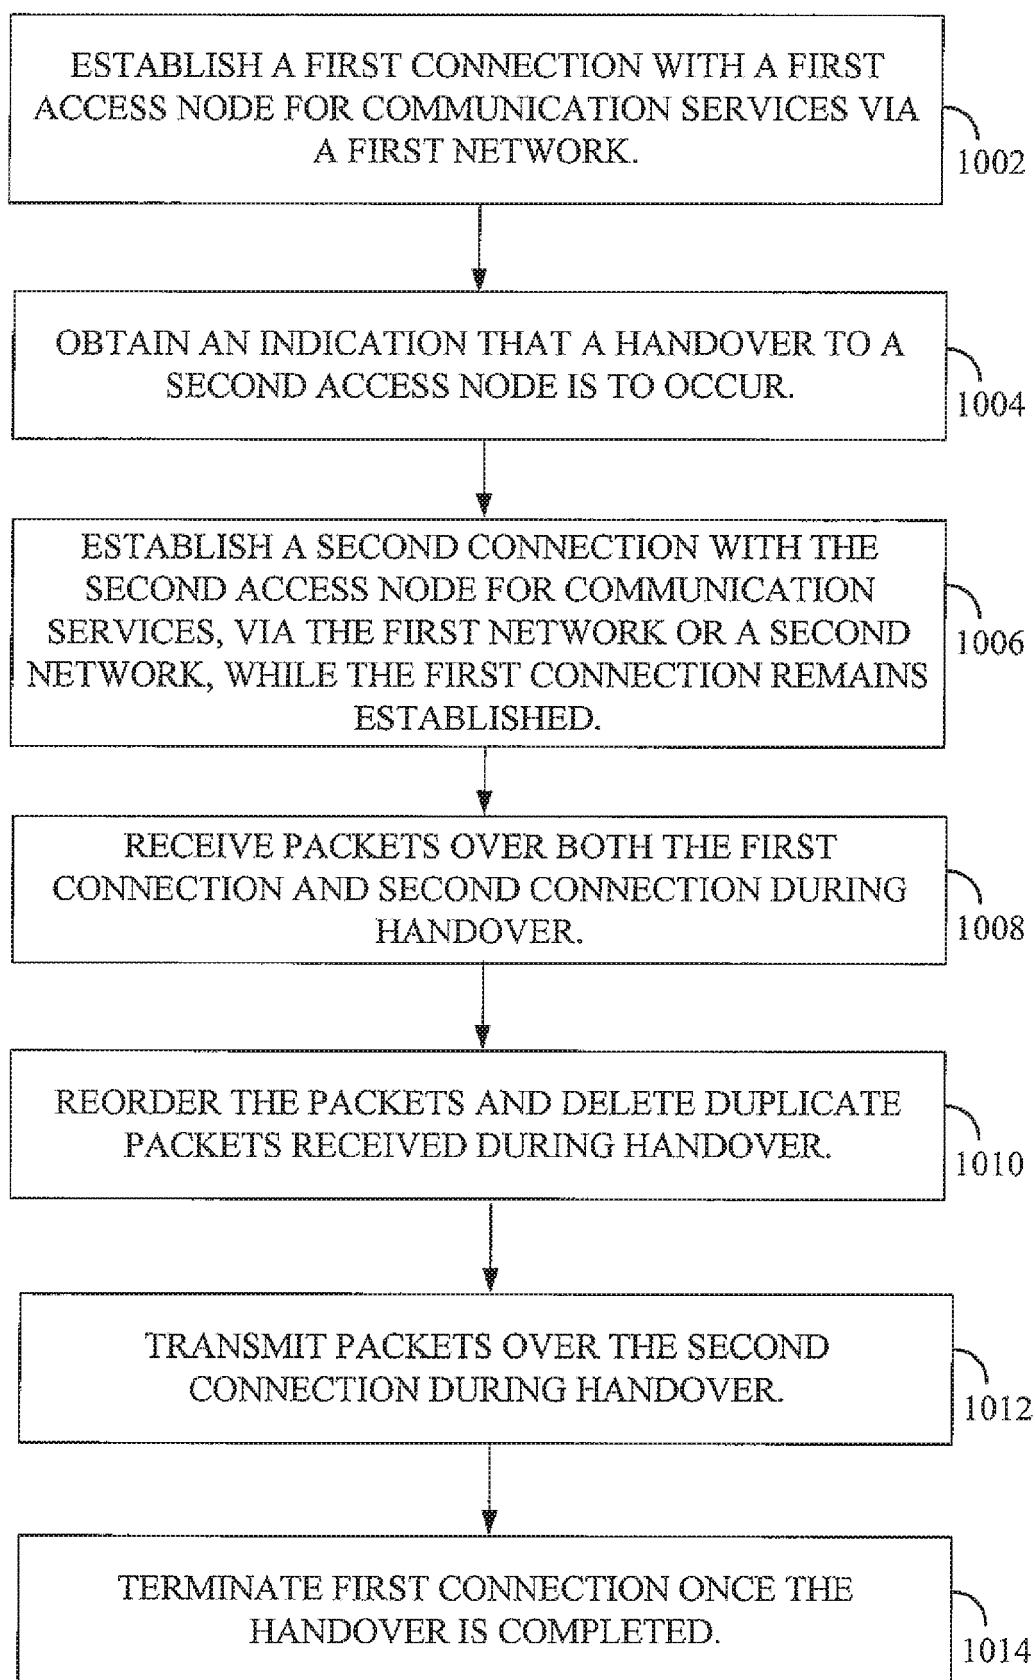 ESTABLISH A FIRST CONNECTION WITH A FIRST
ACCESS NODE FOR COMMUNICATION SERVICES VIA
A FIRST NETWORK.
1002
OBTAIN AN INDICATION THAT A HANDOVER TO A
SECOND ACCESS NODE IS TO OCCUR.
1004
ESTABLISH A SECOND CONNECTION WITH THE
SECOND ACCESS NODE FOR COMMUNICATION
SERVICES, VIA THE FIRST NETWORK OR A SECOND
NETWORK, WHILE THE FIRST CONNECTION REMAINS
ESTABLISHED.
1006
RECEIVE PACKETS OVER BOTH THE FIRST
CONNECTION AND SECOND CONNECTION DURING
HANDOVER.
1008
REORDER THE PACKETS AND DELETE DUPLICATE
PACKETS RECEIVED DURING HANDOVER.
1010
TRANSMIT PACKETS OVER THE SECOND
CONNECTION DURING HANDOVER.
1012
TERMINATE FIRST CONNECTION ONCE THE
HANDOVER IS COMPLETED.
1014